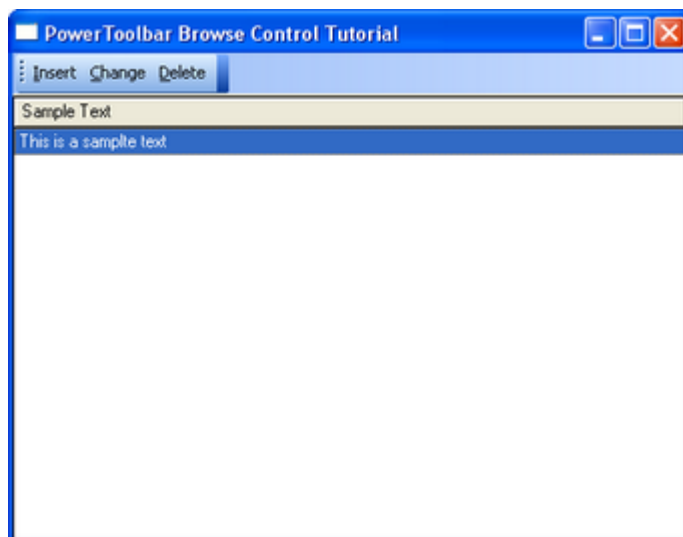 PowerToolbar Browse Control Tutorial
Insert Change Delete
Sample Text
This is a samplte text